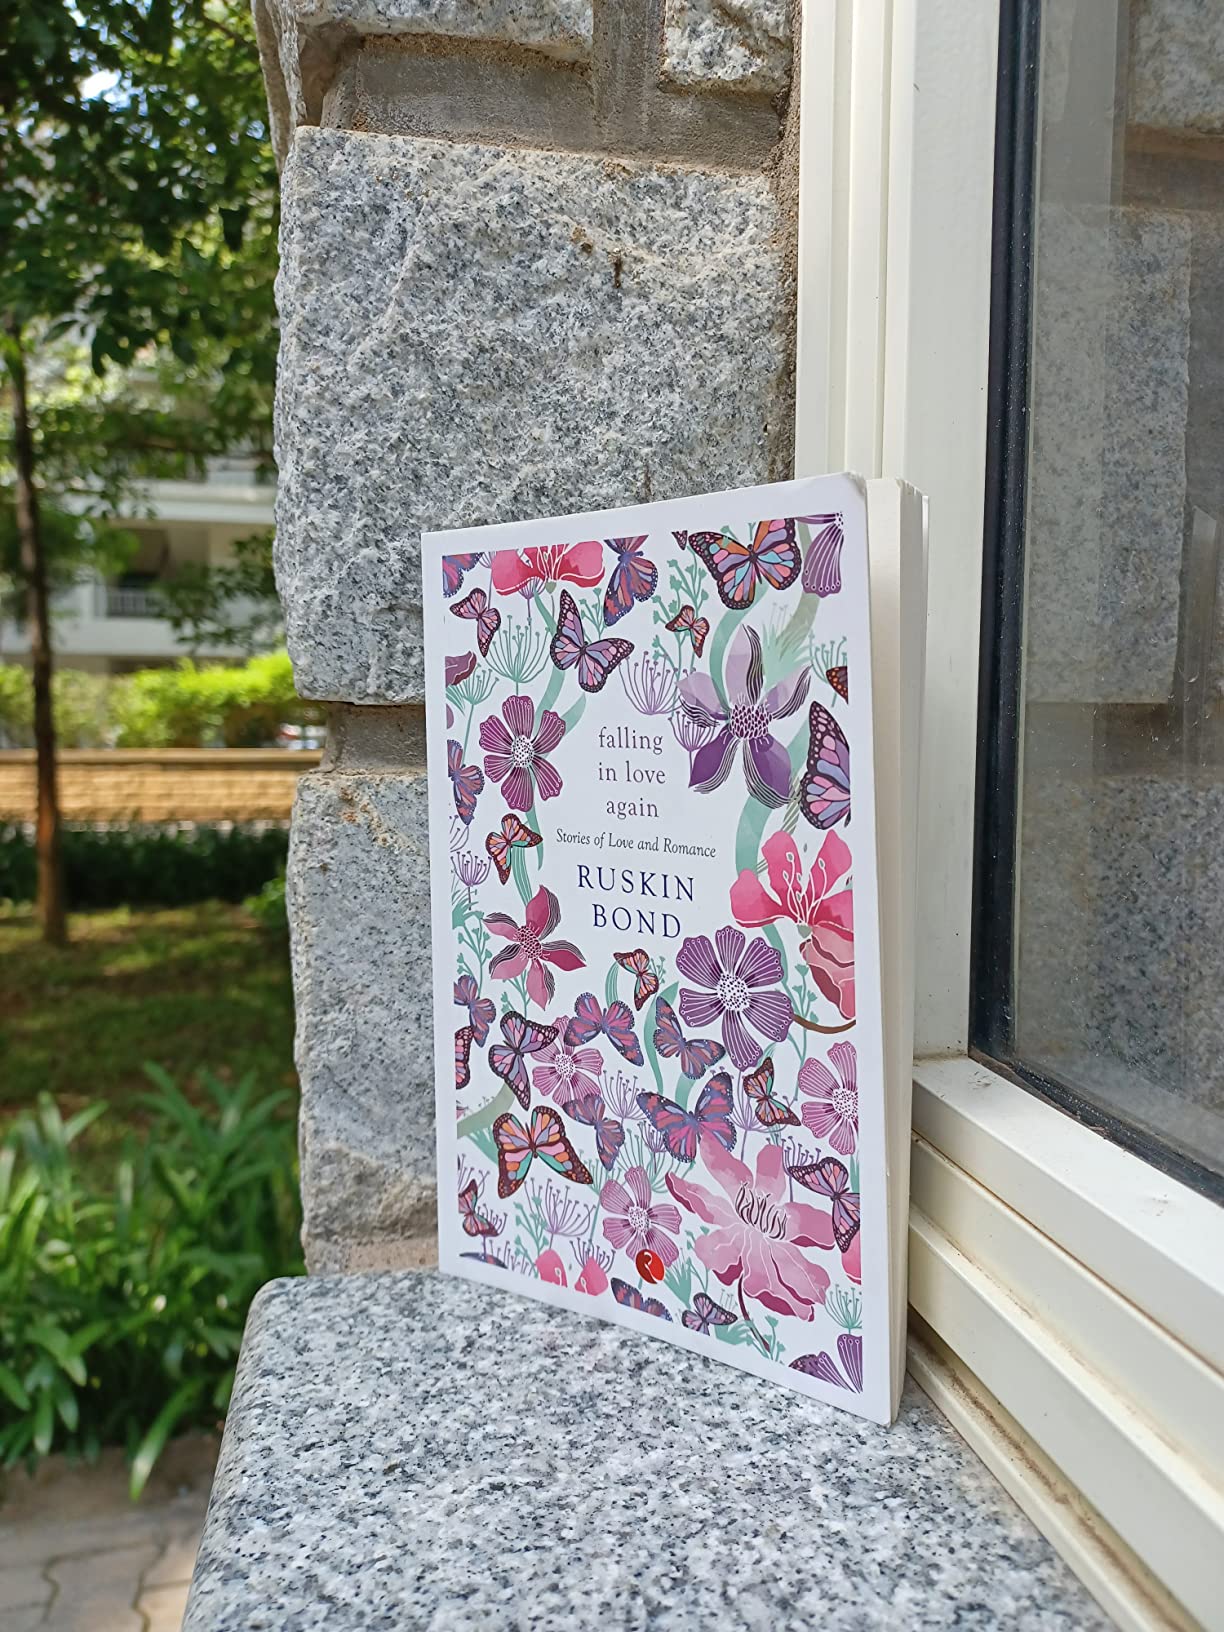 falling
in love
again
Stories of Love and Romance
RUSKIN
BOND